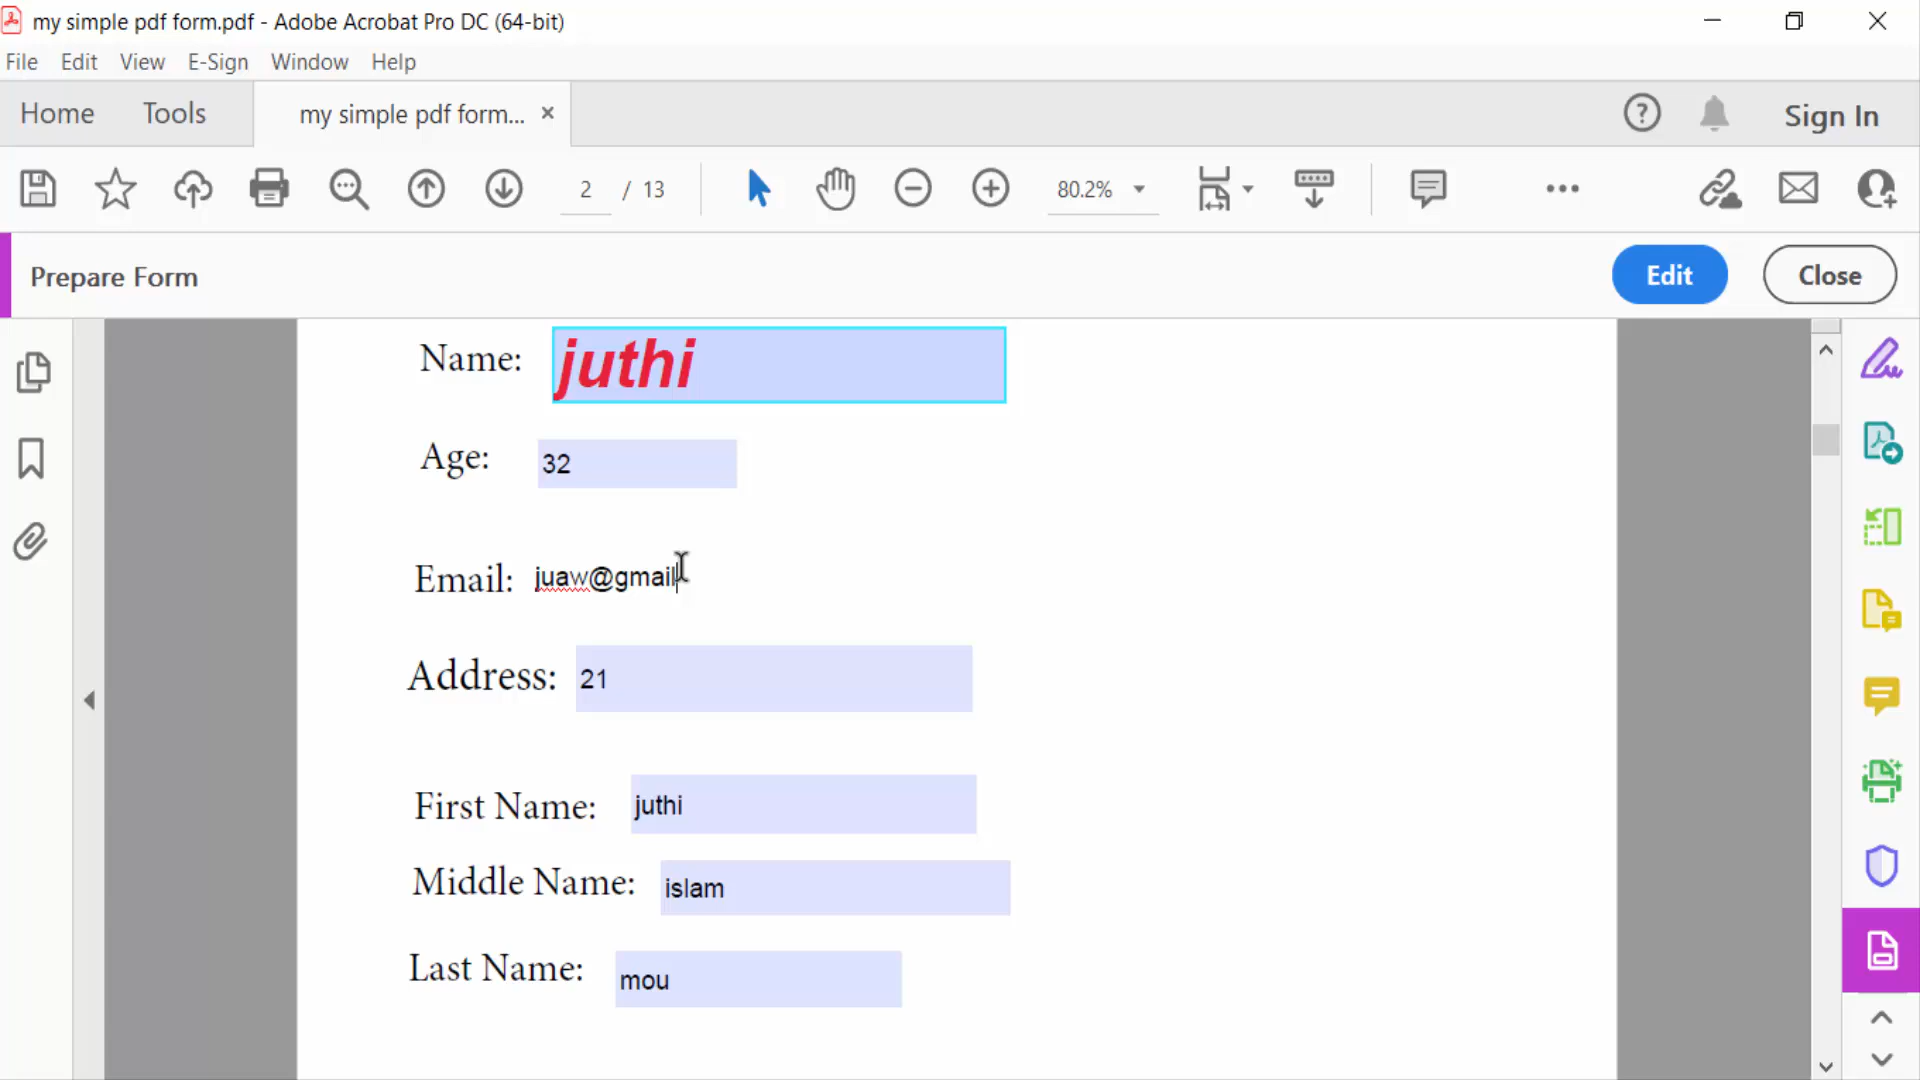 my simple pdf form.pdf - Adobe Acrobat Pro DC (64-bit)
File Edit View E-Sign Window Help
Home Tools my simple pdf form... Sign In
2 / 13 80.2%
Prepare Form Edit Close
Name: juthi
Age: 32
Email: juaw@gmail
Address: 21
First Name: juthi
Middle Name: islam
Last Name: mou